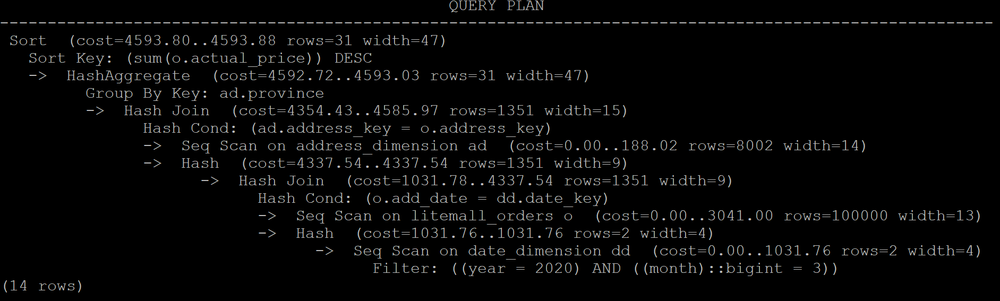 QUERY PLAN
--------------------------------------------------------------------------------------------------------
Sort  (cost=4593.80..4593.88 rows=31 width=47)
  Sort Key: (sum(o.actual_price)) DESC
  ->  HashAggregate  (cost=4592.72..4593.03 rows=31 width=47)
        Group By Key: ad.province
        ->  Hash Join  (cost=4354.43..4585.97 rows=1351 width=15)
              Hash Cond: (ad.address_key = o.address_key)
              ->  Seq Scan on address_dimension ad  (cost=0.00..188.02 rows=8002 width=14)
              ->  Hash  (cost=4337.54..4337.54 rows=1351 width=9)
                    ->  Hash Join  (cost=1031.78..4337.54 rows=1351 width=9)
                          Hash Cond: (o.add_date = dd.date_key)
                          ->  Seq Scan on litemall_orders o  (cost=0.00..3041.00 rows=100000 width=13)
                          ->  Hash  (cost=1031.76..1031.76 rows=2 width=4)
                                ->  Seq Scan on date_dimension dd  (cost=0.00..1031.76 rows=2 width=4)
                                      Filter: ((year = 2020) AND ((month)::bigint = 3))
(14 rows)